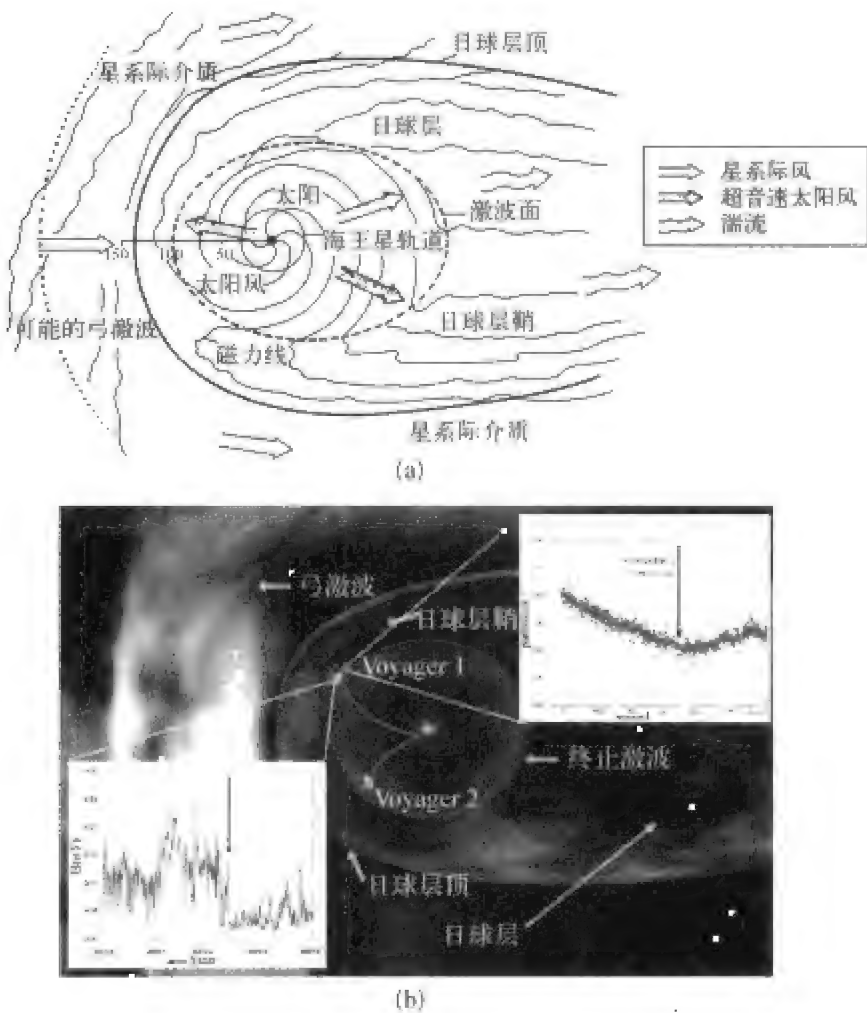 日球层顶
星系际介质
日球层
星系际风
超音速太阳风
湍流
太阳
激波面
海王星轨道
150 100 50
太阳风
日球层鞘
可能的弓激波
磁力线
星系际介质
(a)
弓激波
日球层鞘
Voyager 1
终正激波
Voyager 2
日球层顶
日球层
(b)